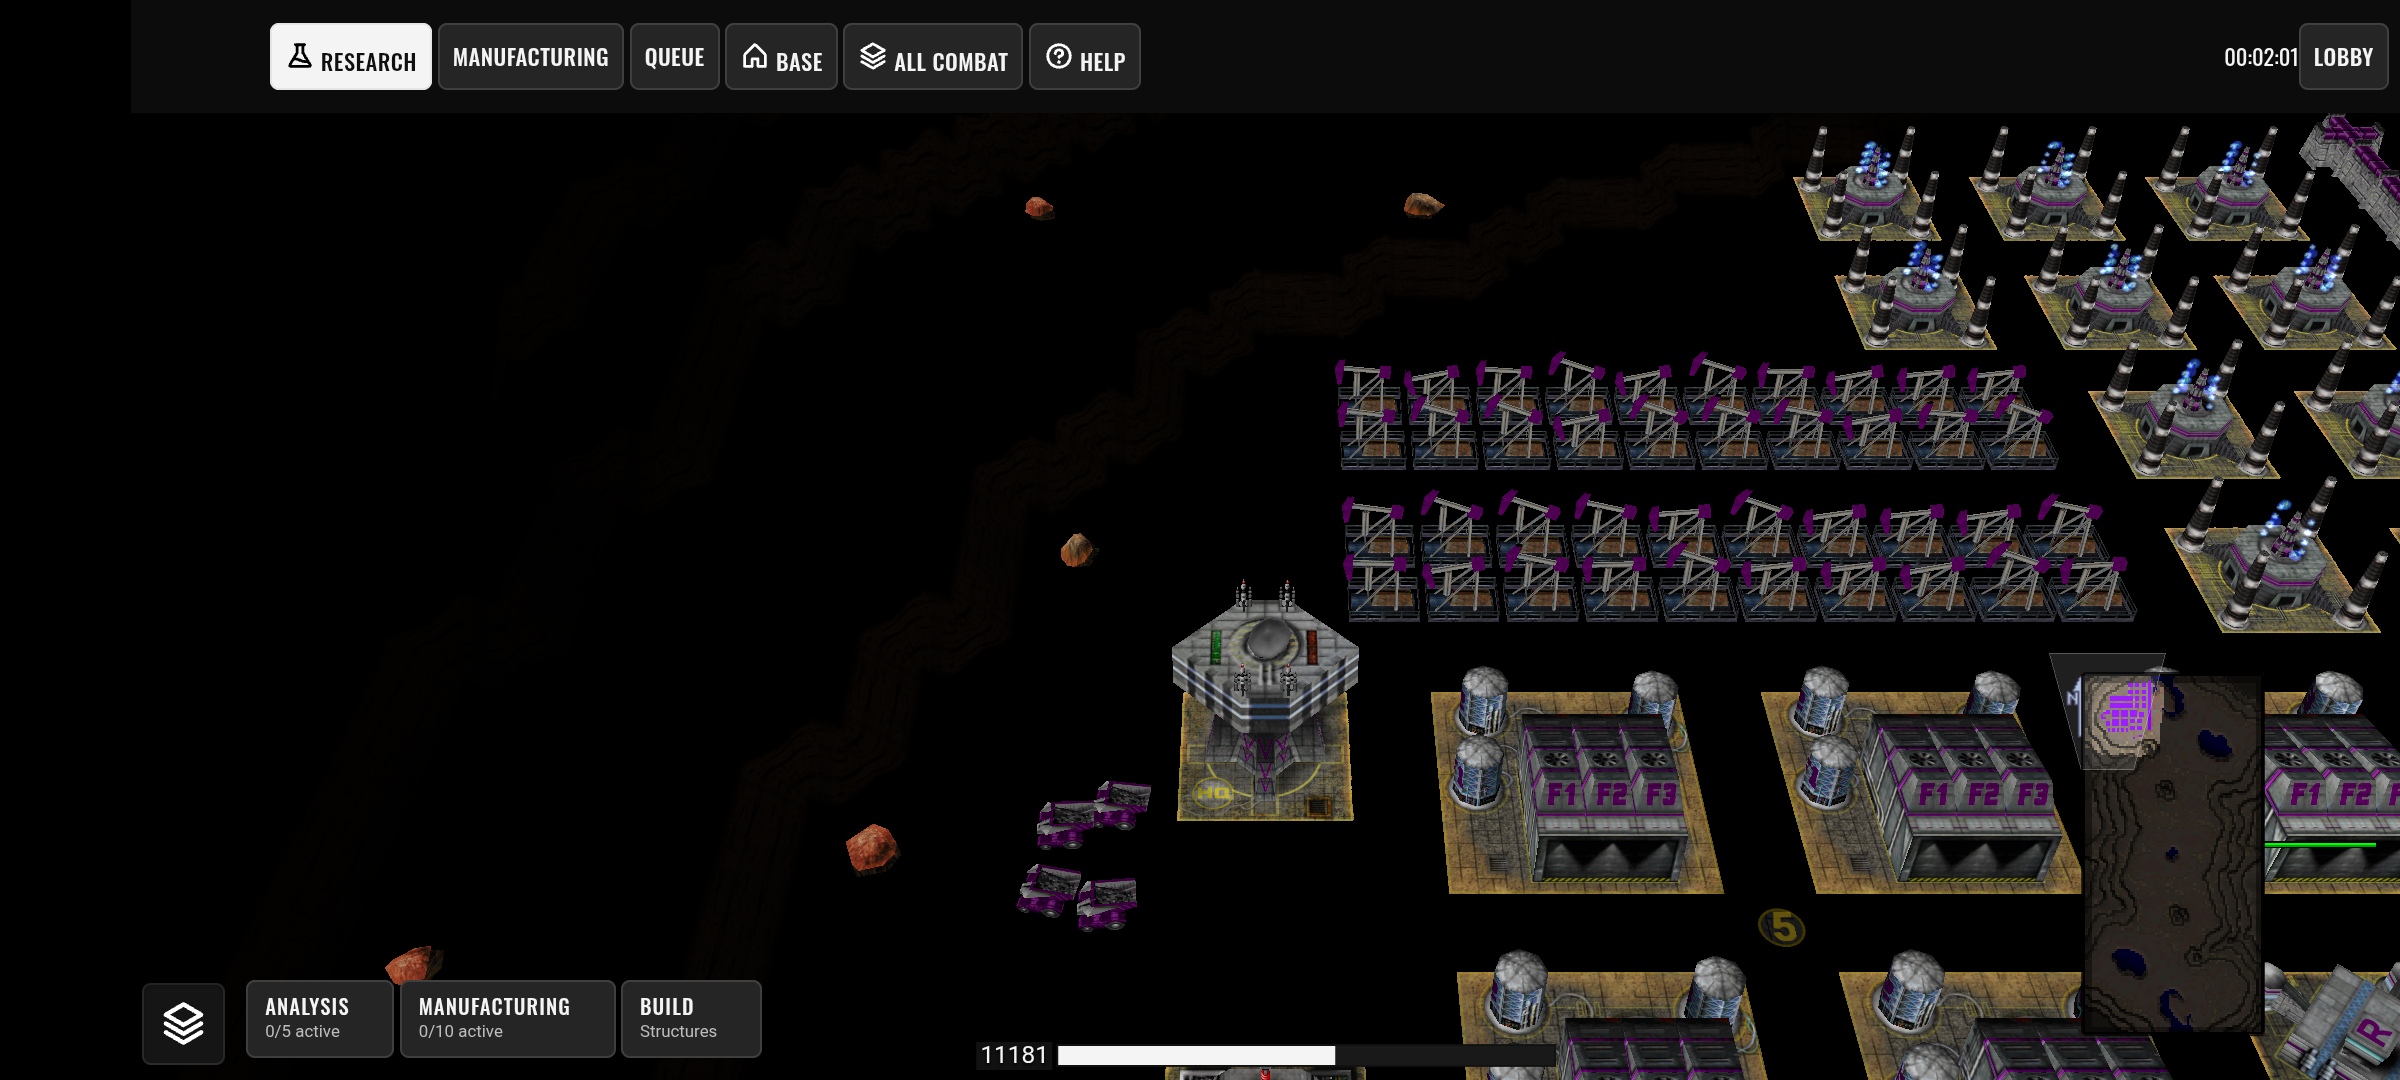 RESEARCH
MANUFACTURING
QUEUE
BASE
ALL COMBAT
HELP
00:02:01
LOBBY
N
HQ
F1 F2 F3
F1 F2 F3
F1 F2
5
R
ANALYSIS
0/5 active
MANUFACTURING
0/10 active
BUILD
Structures
11181